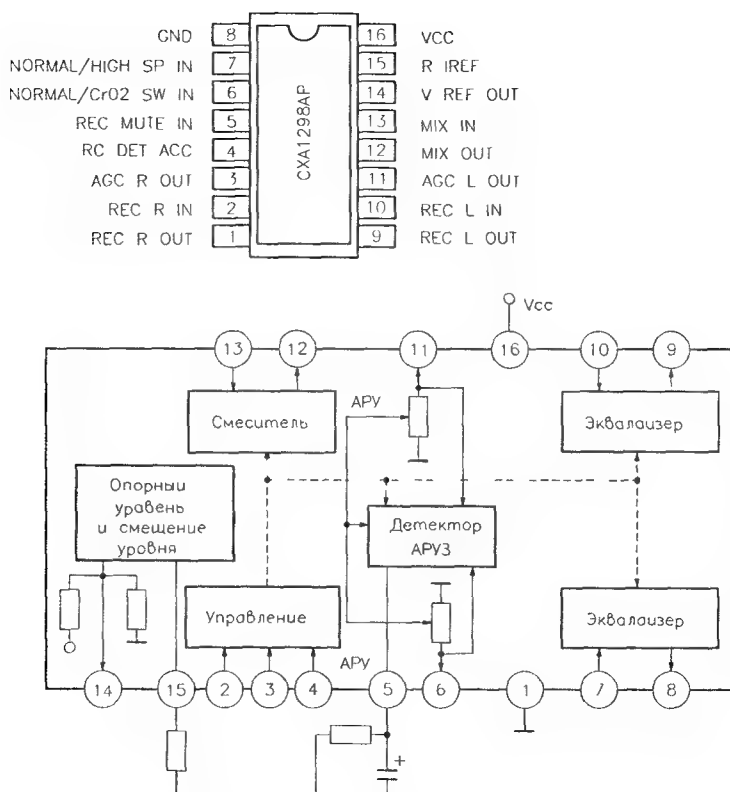 GND 8 16 VCC
NORMAL/HIGH SP IN 7 15 R IREF
NORMAL/CrO2 SW IN 6 14 V REF OUT
REC MUTE IN 5 13 MIX IN
RC DET ACC 4 12 MIX OUT
AGC R OUT 3 11 AGC L OUT
REC R IN 2 10 REC L IN
REC R OUT 1 9 REC L OUT
CXA1298AP
Vcc
13 12 11 16 10 9
Смеситель
АРУ
Эквалаизер
Опорныи
уровень
и смещение
уровня
Детектор
АРУЗ
Управление
Эквалаизер
АРУ
14 15 2 3 4 5 6 1 7 8
+